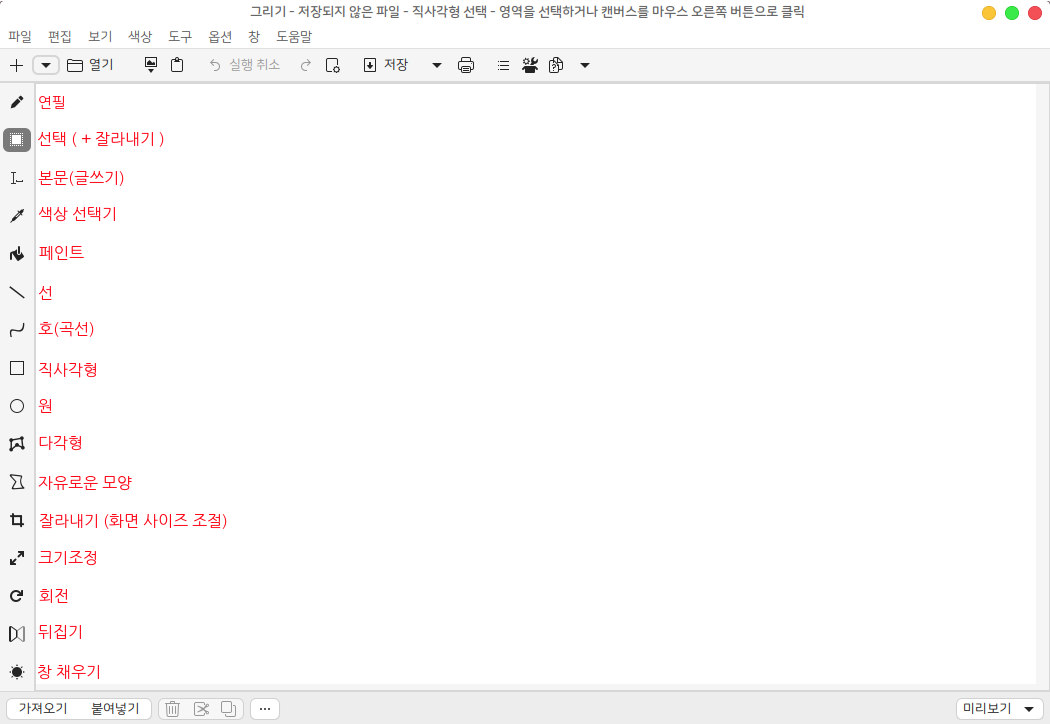 그리기 - 저장되지 않은 파일 - 직사각형 선택 - 영역을 선택하거나 캔버스를 마우스 오른쪽 버튼으로 클릭
파일 편집 보기 색상 도구 옵션 창 도움말
열기 실행 취소 저장
연필
선택 ( + 잘라내기 )
본문(글쓰기)
색상 선택기
페인트
선
호(곡선)
직사각형
원
다각형
자유로운 모양
잘라내기 (화면 사이즈 조절)
크기조정
회전
뒤집기
창 채우기
가져오기 붙여넣기 ... 미리보기